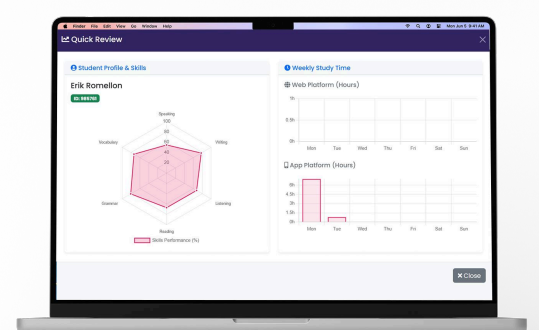 Finder File Edit View Go Window Help
Mon Jun 5 9:41 AM
Quick Review
Student Profile & Skills
Erik Romellon
Speaking
100
80
60
40
20
Vocabulary
Writing
Grammar
Listening
Reading
Skills Performance (%)
Weekly Study Time
Web Platform (Hours)
1h
0.5h
0h
Mon Tue Wed Thu Fri Sat Sun
App Platform (Hours)
4.5h
3h
1.5h
0h
Mon Tue Wed Thu Fri Sat Sun
Close